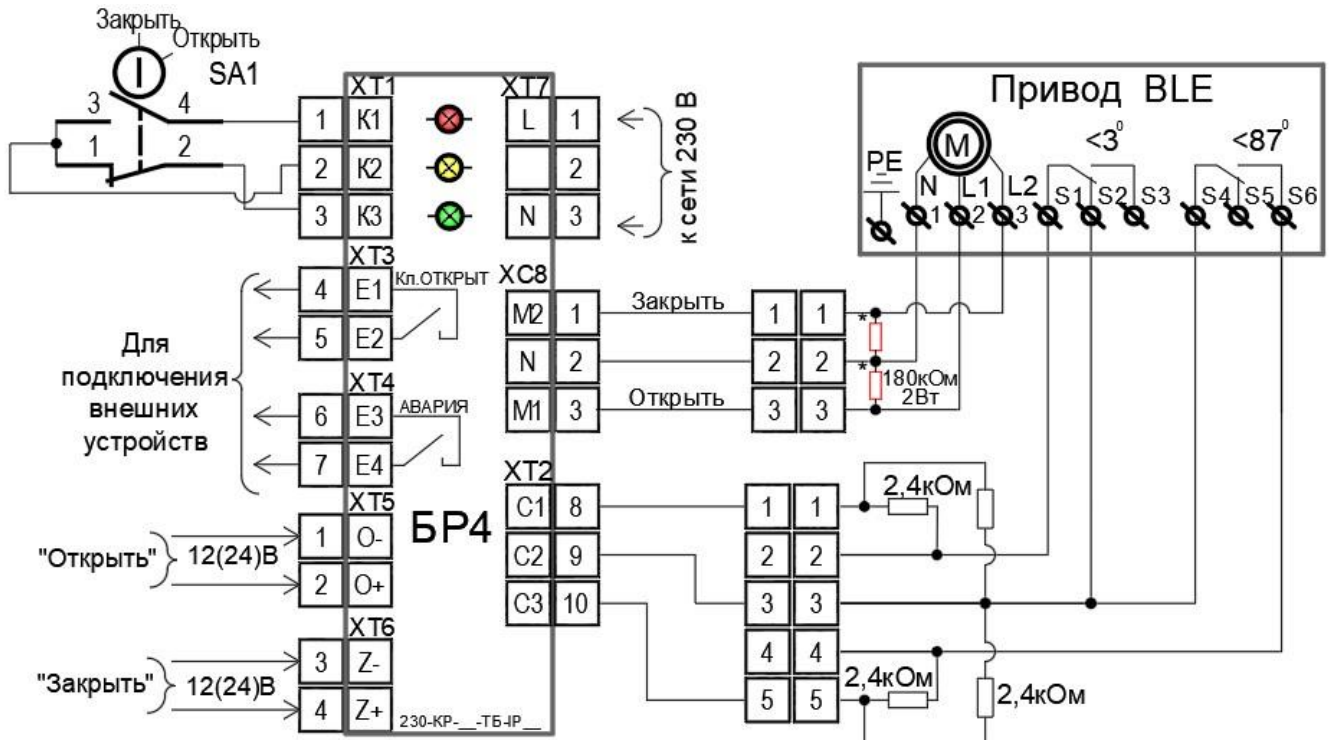 Закрыть
Открыть
SA1
3 4
1 2
XT1
1 K1
2 K2
3 K3
XT3
4 E1
Кл.ОТКРЫТ
5 E2
XT4
6 E3
АВАРИЯ
7 E4
Для
подключения
внешних
устройств
XT5
1 O-
2 O+
"Открыть" 12(24)В
XT6
3 Z-
4 Z+
"Закрыть" 12(24)В
БР4
230-КР-__-ТБ-IP__
XT7
L 1
2
N 3
к сети 230 В
XC8
M2 1
N 2
M1 3
Закрыть
Открыть
1 1
2 2
3 3
*
*
180кОм
2Вт
XT2
C1 8
C2 9
C3 10
1 1
2 2
3 3
4 4
5 5
2,4кОм
2,4кОм
2,4кОм
Привод BLE
M
<3⁰
<87⁰
PE
N L1 L2 S1 S2 S3 S4 S5 S6
1 2 3